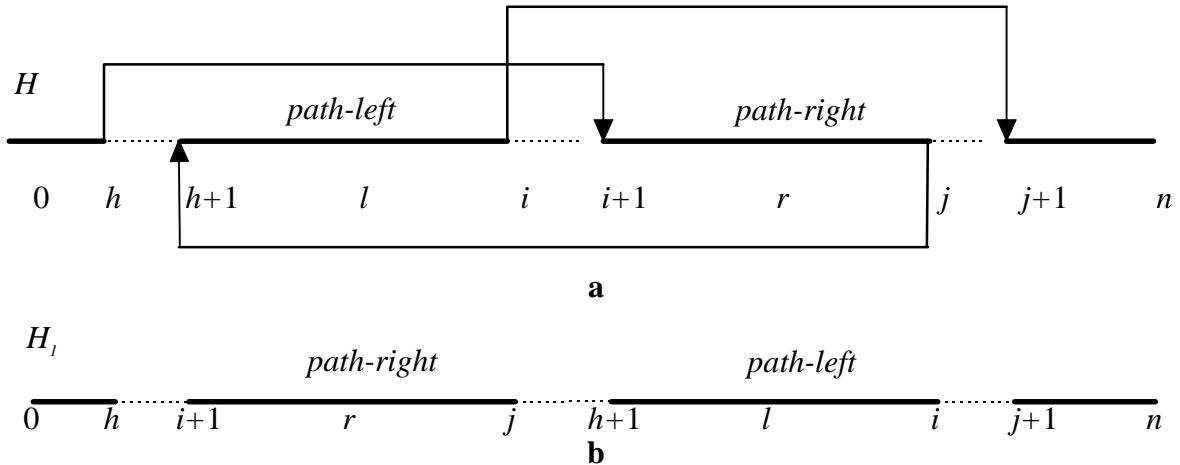 H
path-left path-right
0 h h+1 l i i+1 r j j+1 n
a
H₁
path-right path-left
0 h i+1 r j h+1 l i j+1 n
b